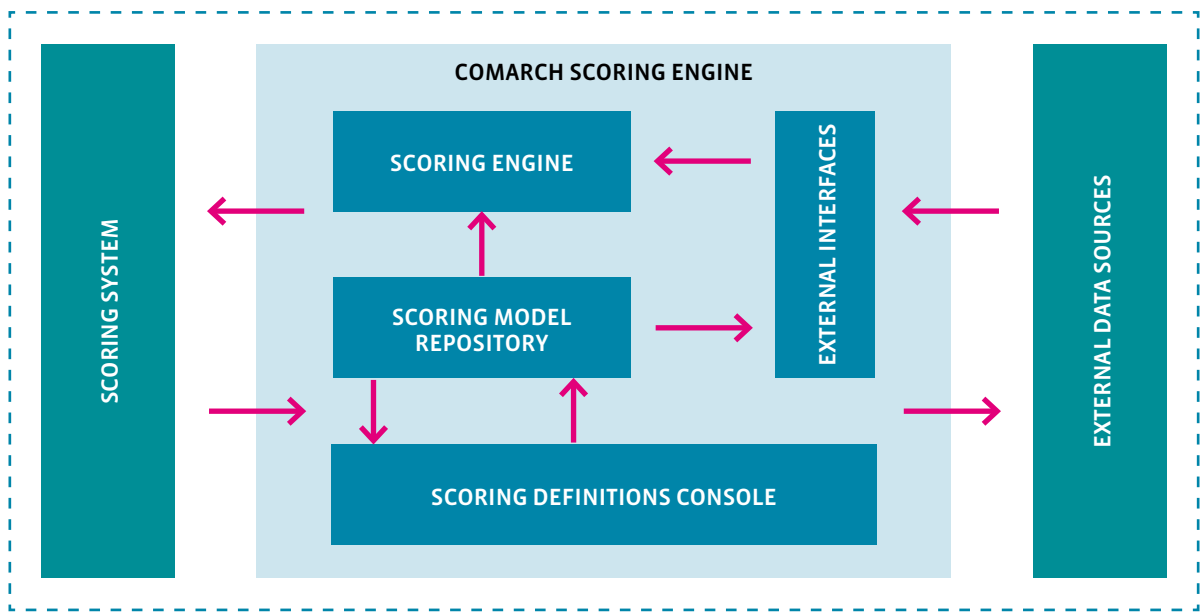 COMARCH SCORING ENGINE
SCORING SYSTEM
SCORING ENGINE
EXTERNAL INTERFACES
EXTERNAL DATA SOURCES
SCORING MODEL
REPOSITORY
SCORING DEFINITIONS CONSOLE